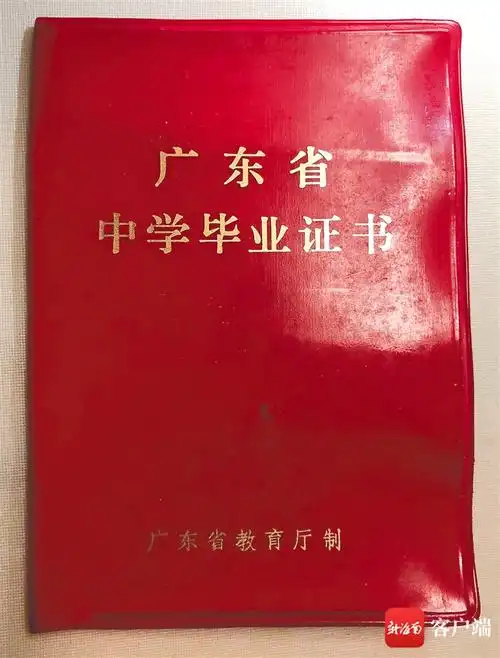 广东省
中学毕业证书
广东省教育厅制
新海南 客户端